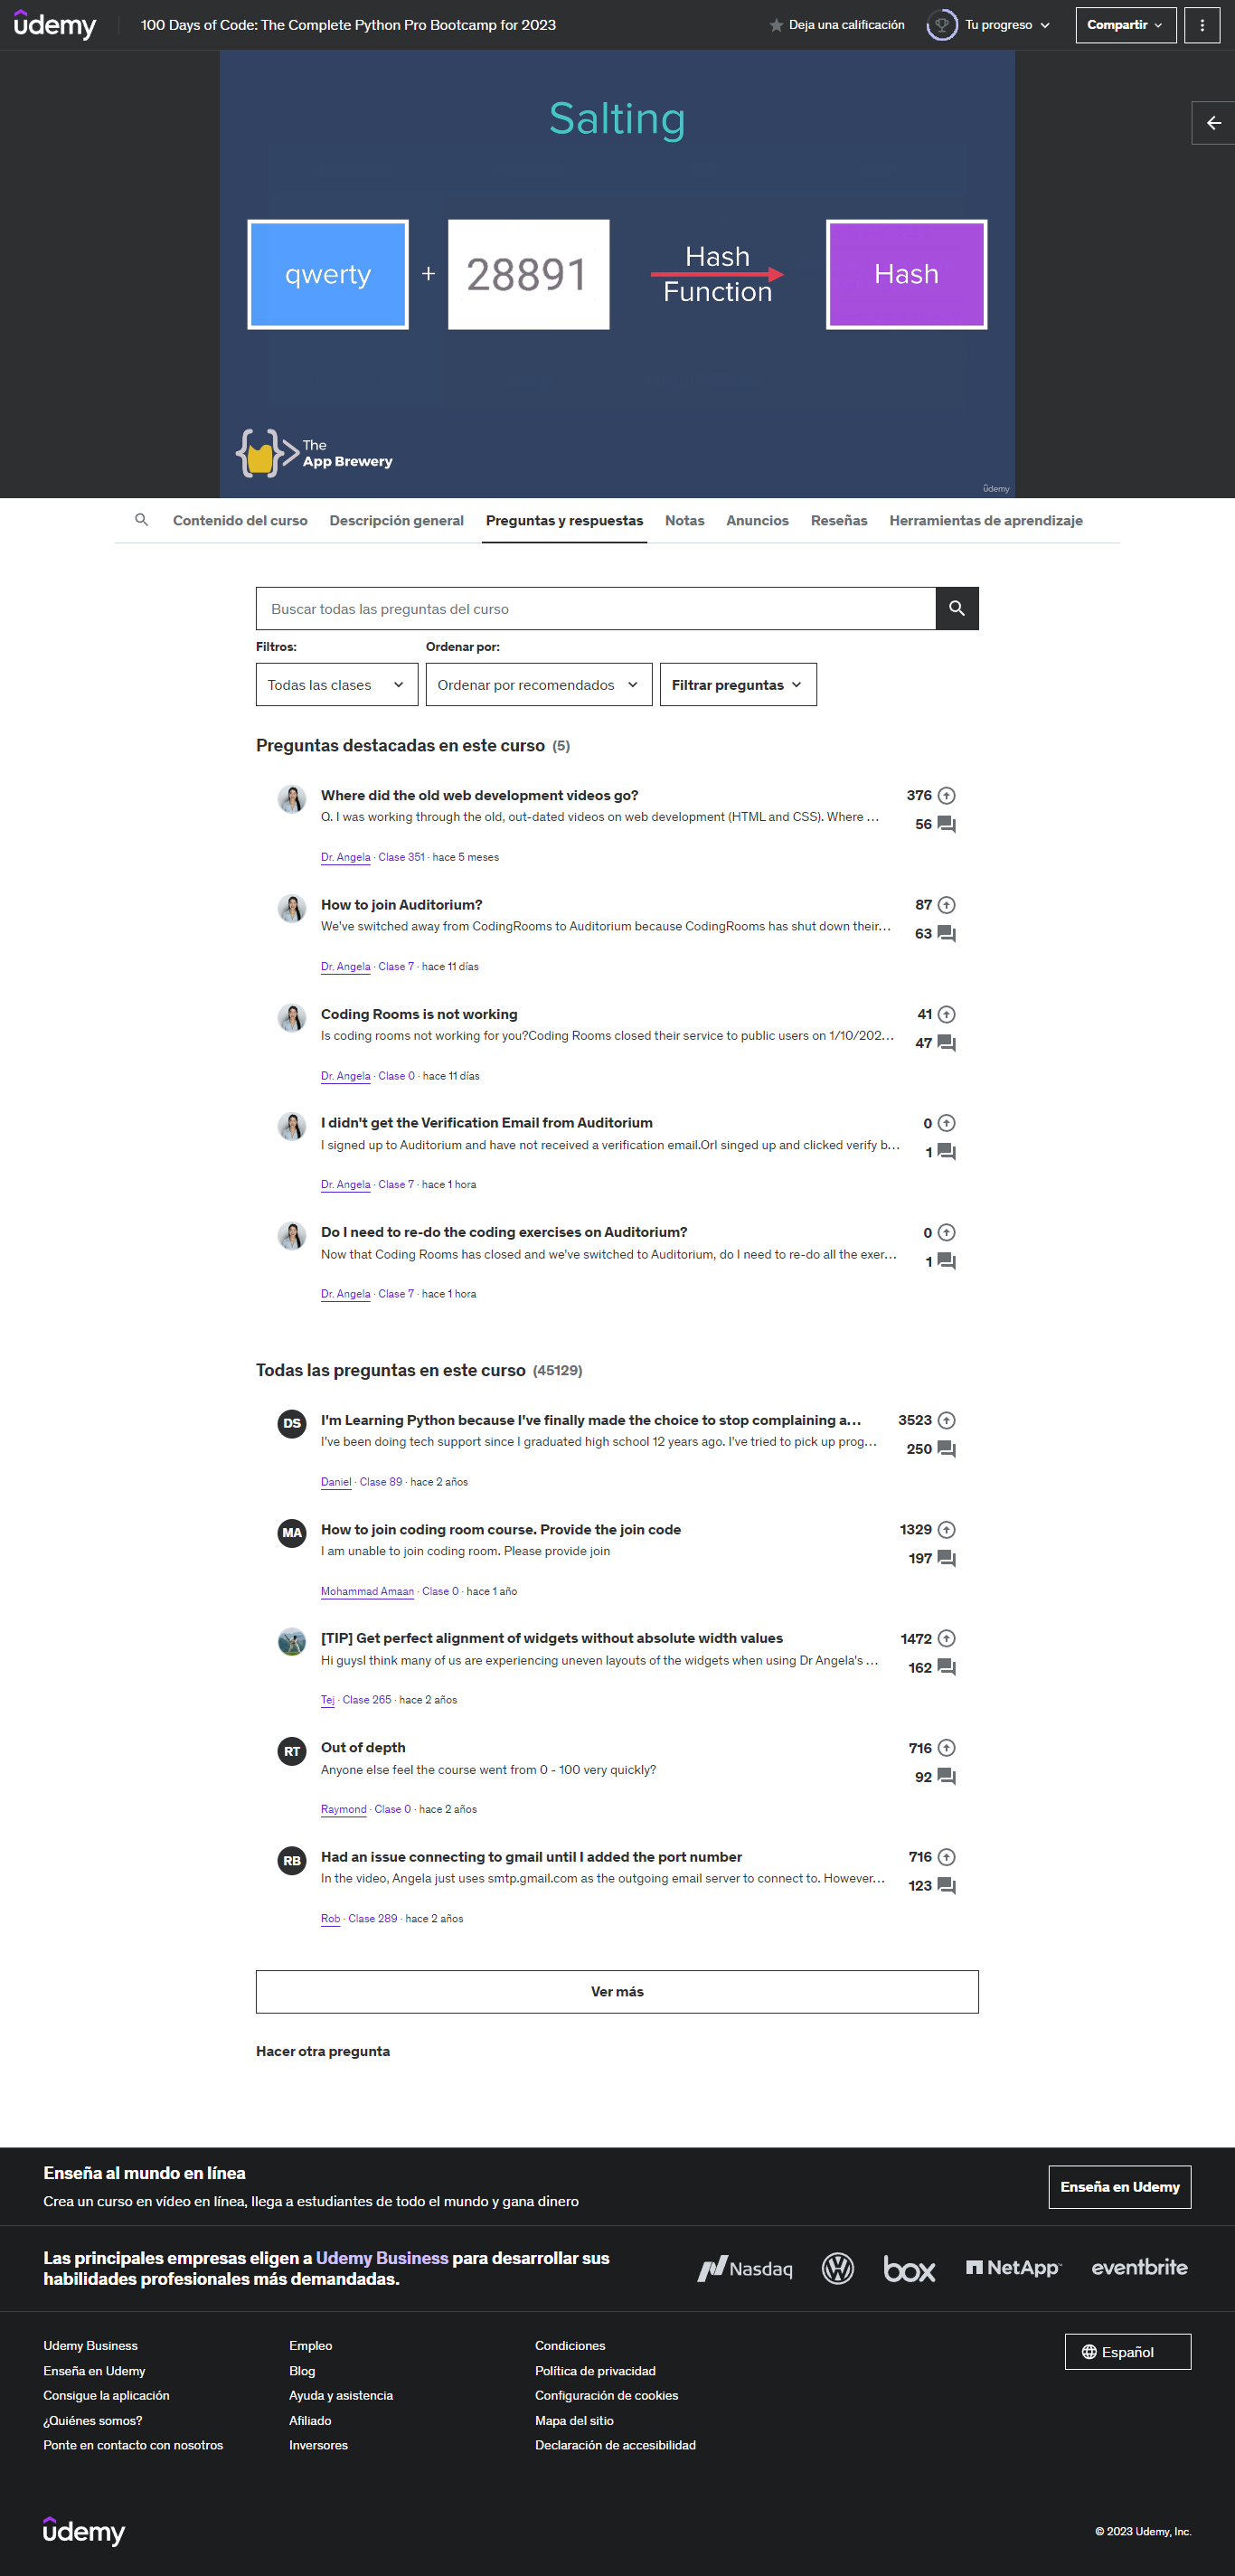 udemy
100 Days of Code: The Complete Python Pro Bootcamp for 2023
Deja una calificación
Tu progreso
Compartir
Salting
qwerty
+
28891
Hash
Function
Hash
The
App Brewery
udemy
Contenido del curso
Descripción general
Preguntas y respuestas
Notas
Anuncios
Reseñas
Herramientas de aprendizaje
Buscar todas las preguntas del curso
Filtros:
Ordenar por:
Todas las clases
Ordenar por recomendados
Filtrar preguntas
Preguntas destacadas en este curso (5)
Where did the old web development videos go?
376
Q. I was working through the old, out-dated videos on web development (HTML and CSS). Where ...
56
Dr. Angela · Clase 351 · hace 5 meses
How to join Auditorium?
87
We've switched away from CodingRooms to Auditorium because CodingRooms has shut down their...
63
Dr. Angela · Clase 7 · hace 11 días
Coding Rooms is not working
41
Is coding rooms not working for you?Coding Rooms closed their service to public users on 1/10/202...
47
Dr. Angela · Clase 0 · hace 11 días
I didn't get the Verification Email from Auditorium
0
I signed up to Auditorium and have not received a verification email.OrI singed up and clicked verify b...
1
Dr. Angela · Clase 7 · hace 1 hora
Do I need to re-do the coding exercises on Auditorium?
0
Now that Coding Rooms has closed and we've switched to Auditorium, do I need to re-do all the exer...
1
Dr. Angela · Clase 7 · hace 1 hora
Todas las preguntas en este curso (45129)
DS
I'm Learning Python because I've finally made the choice to stop complaining a...
3523
I've been doing tech support since I graduated high school 12 years ago. I've tried to pick up prog...
250
Daniel · Clase 89 · hace 2 años
MA
How to join coding room course. Provide the join code
1329
I am unable to join coding room. Please provide join
197
Mohammad Amaan · Clase 0 · hace 1 año
[TIP] Get perfect alignment of widgets without absolute width values
1472
Hi guysI think many of us are experiencing uneven layouts of the widgets when using Dr Angela's ...
162
Tej · Clase 265 · hace 2 años
RT
Out of depth
716
Anyone else feel the course went from 0 - 100 very quickly?
92
Raymond · Clase 0 · hace 2 años
RB
Had an issue connecting to gmail until I added the port number
716
In the video, Angela just uses smtp.gmail.com as the outgoing email server to connect to. However...
123
Rob · Clase 289 · hace 2 años
Ver más
Hacer otra pregunta
Enseña al mundo en línea
Crea un curso en vídeo en línea, llega a estudiantes de todo el mundo y gana dinero
Enseña en Udemy
Las principales empresas eligen a Udemy Business para desarrollar sus
habilidades profesionales más demandadas.
Nasdaq
box
NetApp
eventbrite
Udemy Business
Empleo
Condiciones
Español
Enseña en Udemy
Blog
Política de privacidad
Consigue la aplicación
Ayuda y asistencia
Configuración de cookies
¿Quiénes somos?
Afiliado
Mapa del sitio
Ponte en contacto con nosotros
Inversores
Declaración de accesibilidad
udemy
© 2023 Udemy, Inc.